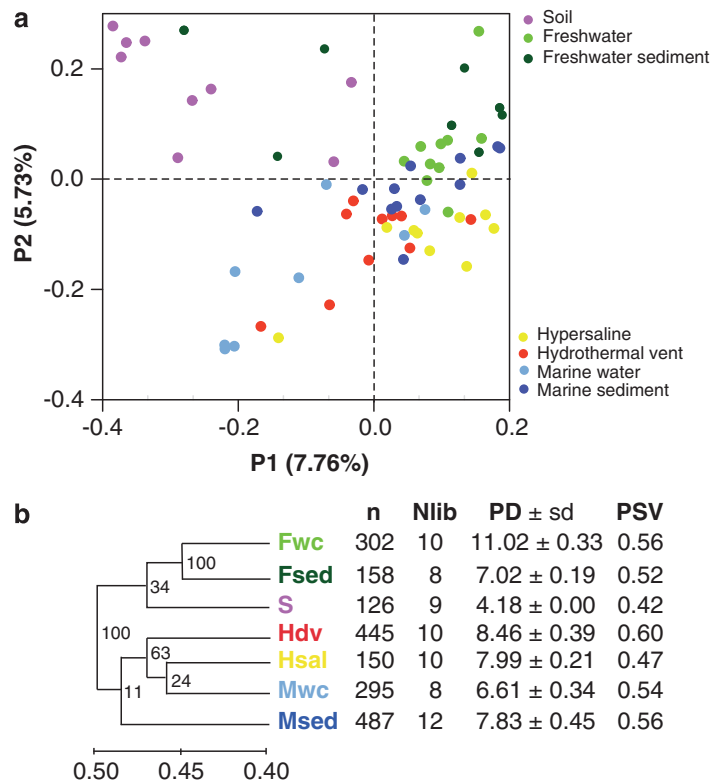 a
Soil
Freshwater
Freshwater sediment
0.2
0.0
-0.2
-0.4
P2 (5.73%)
Hypersaline
Hydrothermal vent
Marine water
Marine sediment
-0.4
-0.2
0.0
0.2
P1 (7.76%)
b
n Nlib PD ± sd PSV
Fwc 302 10 11.02 ± 0.33 0.56
100
Fsed 158 8 7.02 ± 0.19 0.52
34
S 126 9 4.18 ± 0.00 0.42
100
Hdv 445 10 8.46 ± 0.39 0.60
63
Hsal 150 10 7.99 ± 0.21 0.47
24
Mwc 295 8 6.61 ± 0.34 0.54
11
Msed 487 12 7.83 ± 0.45 0.56
0.50 0.45 0.40